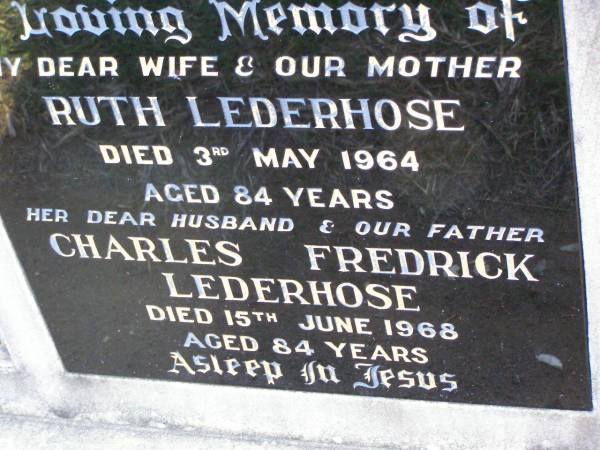 Loving Memory of
MY DEAR WIFE & OUR MOTHER
RUTH LEDERHOSE
DIED 3RD MAY 1964
AGED 84 YEARS
HER DEAR HUSBAND & OUR FATHER
CHARLES FREDRICK
LEDERHOSE
DIED 15TH JUNE 1968
AGED 84 YEARS
Asleep In Jesus